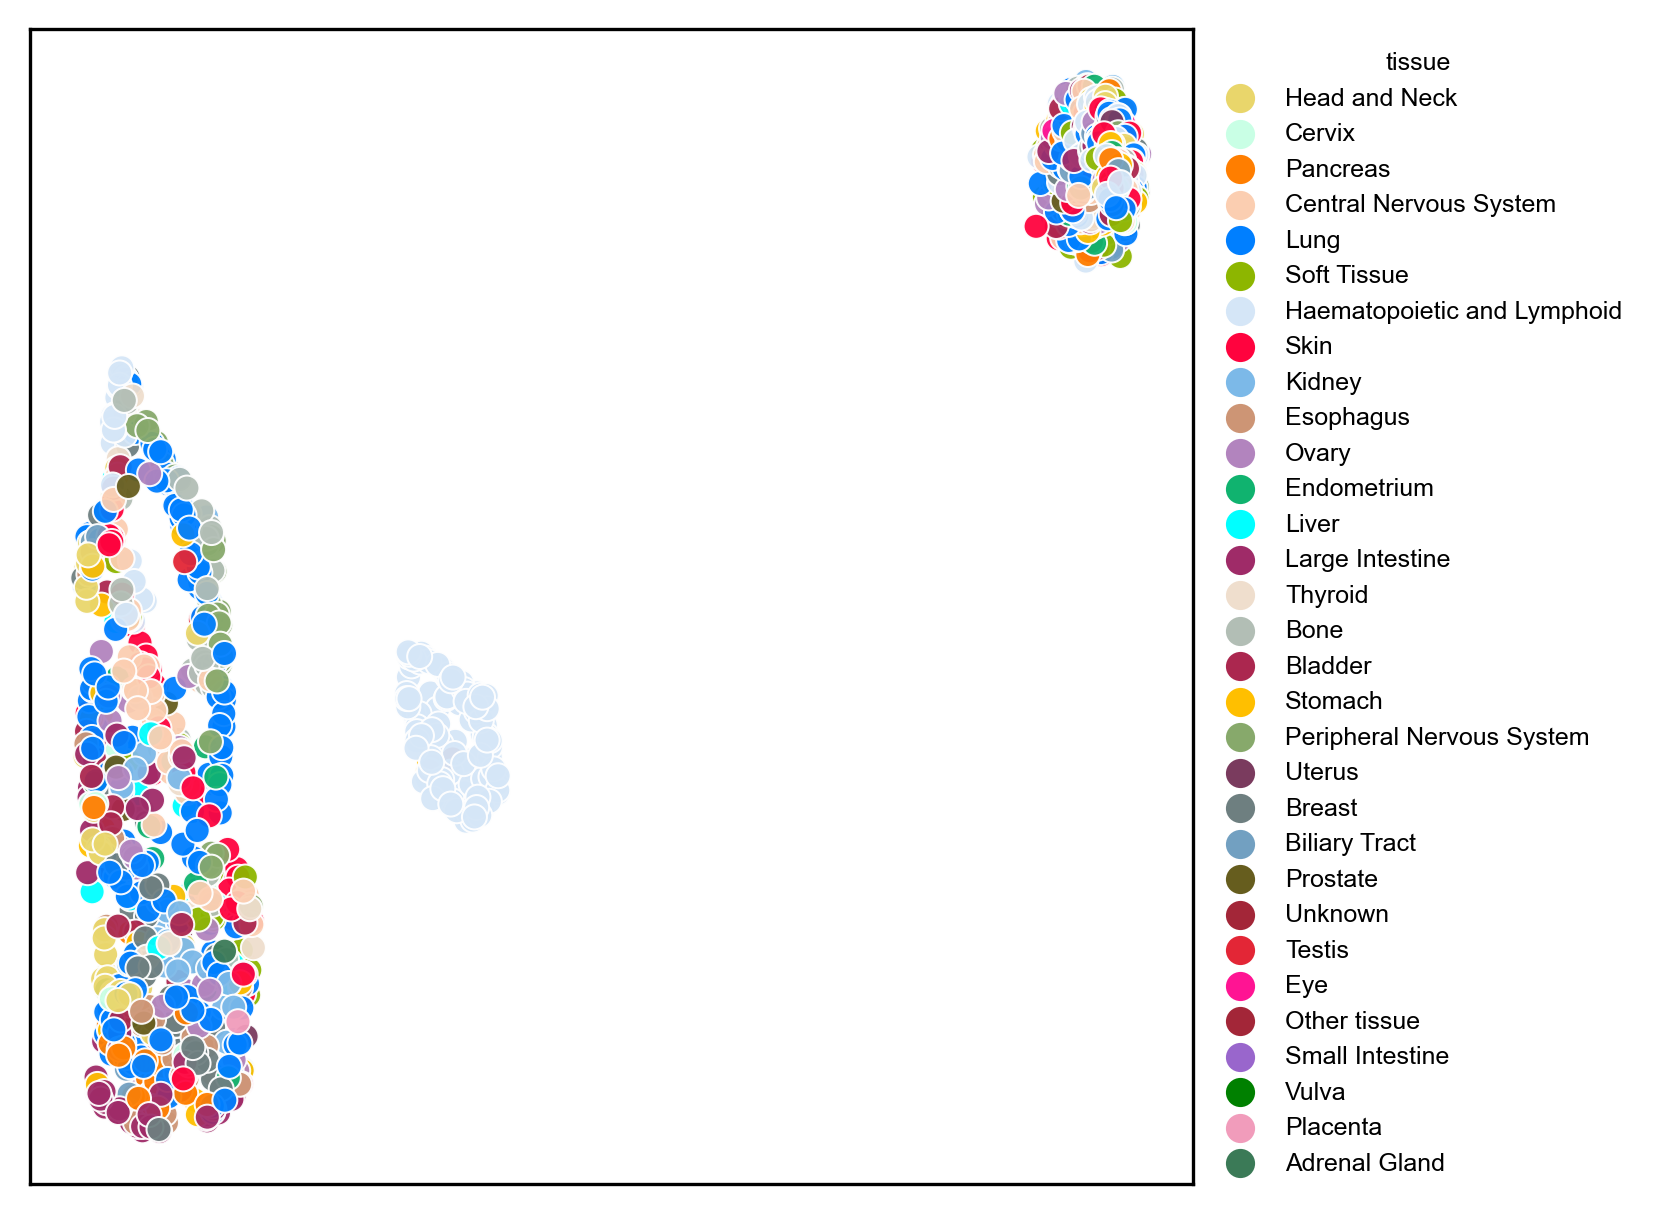 tissue
Head and Neck
Cervix
Pancreas
Central Nervous System
Lung
Soft Tissue
Haematopoietic and Lymphoid
Skin
Kidney
Esophagus
Ovary
Endometrium
Liver
Large Intestine
Thyroid
Bone
Bladder
Stomach
Peripheral Nervous System
Uterus
Breast
Biliary Tract
Prostate
Unknown
Testis
Eye
Other tissue
Small Intestine
Vulva
Placenta
Adrenal Gland